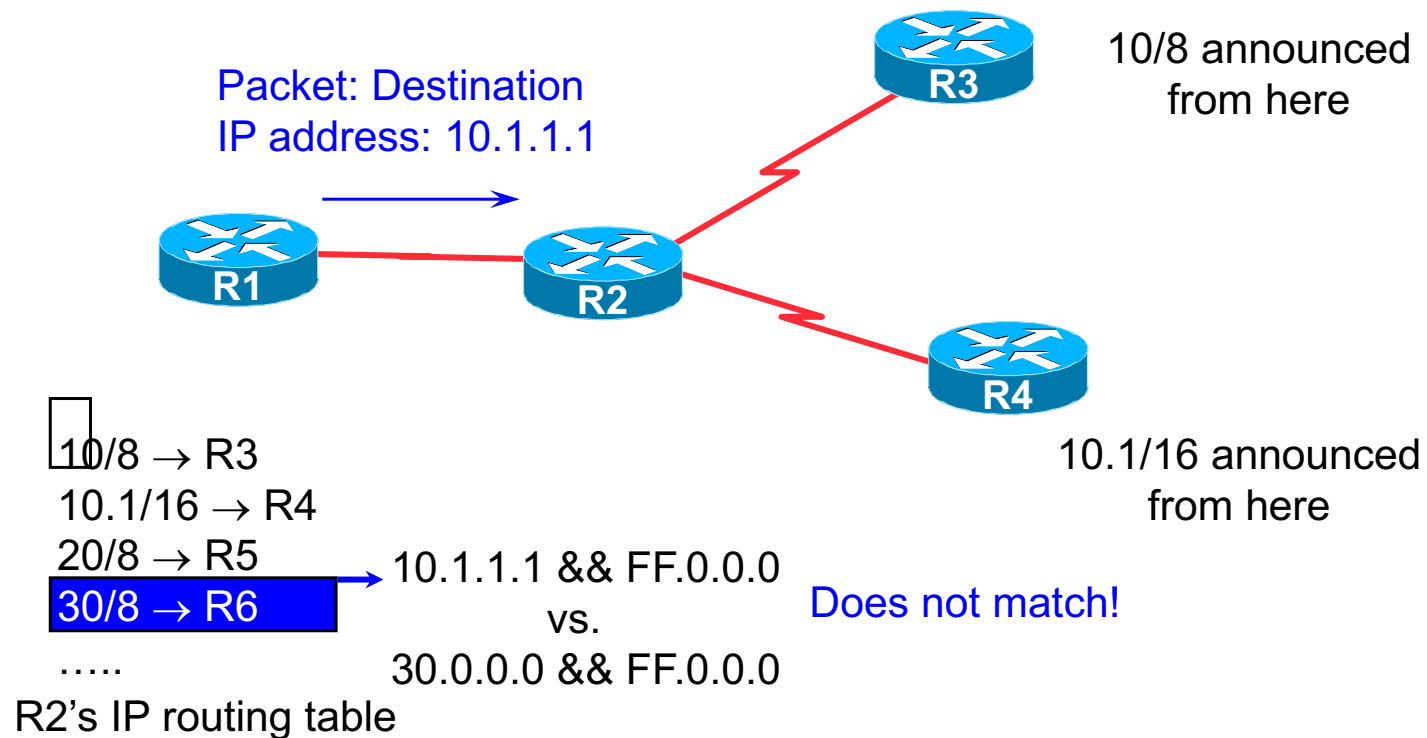 Packet: Destination
IP address: 10.1.1.1
R3
10/8 announced
from here
R1
R2
R4
10.1/16 announced
from here
10/8 → R3
10.1/16 → R4
20/8 → R5
30/8 → R6
…..
R2’s IP routing table
10.1.1.1 && FF.0.0.0
vs.
30.0.0.0 && FF.0.0.0
Does not match!